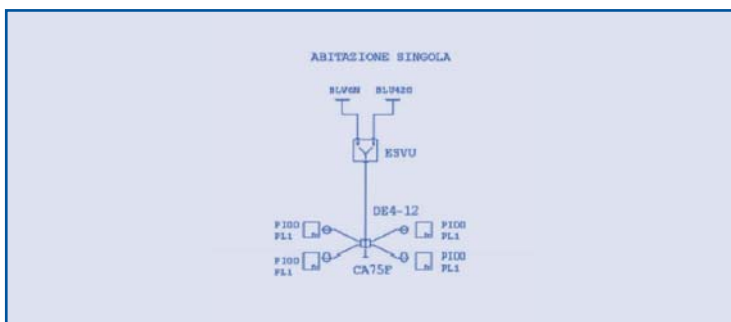 ABITAZIONE SINGOLA
BLV6N BLU420
ESVU
DE4-12
PI00 PI00
PL1 PL1
PI00 PI00
PL1 PL1
CA75F